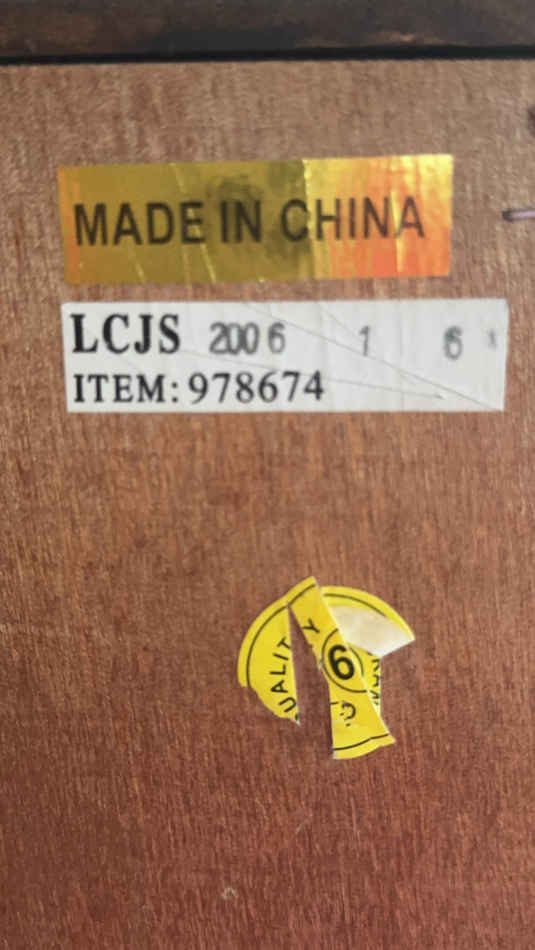 MADE IN CHINA
LCJS 2006 1 6
ITEM: 978674
6